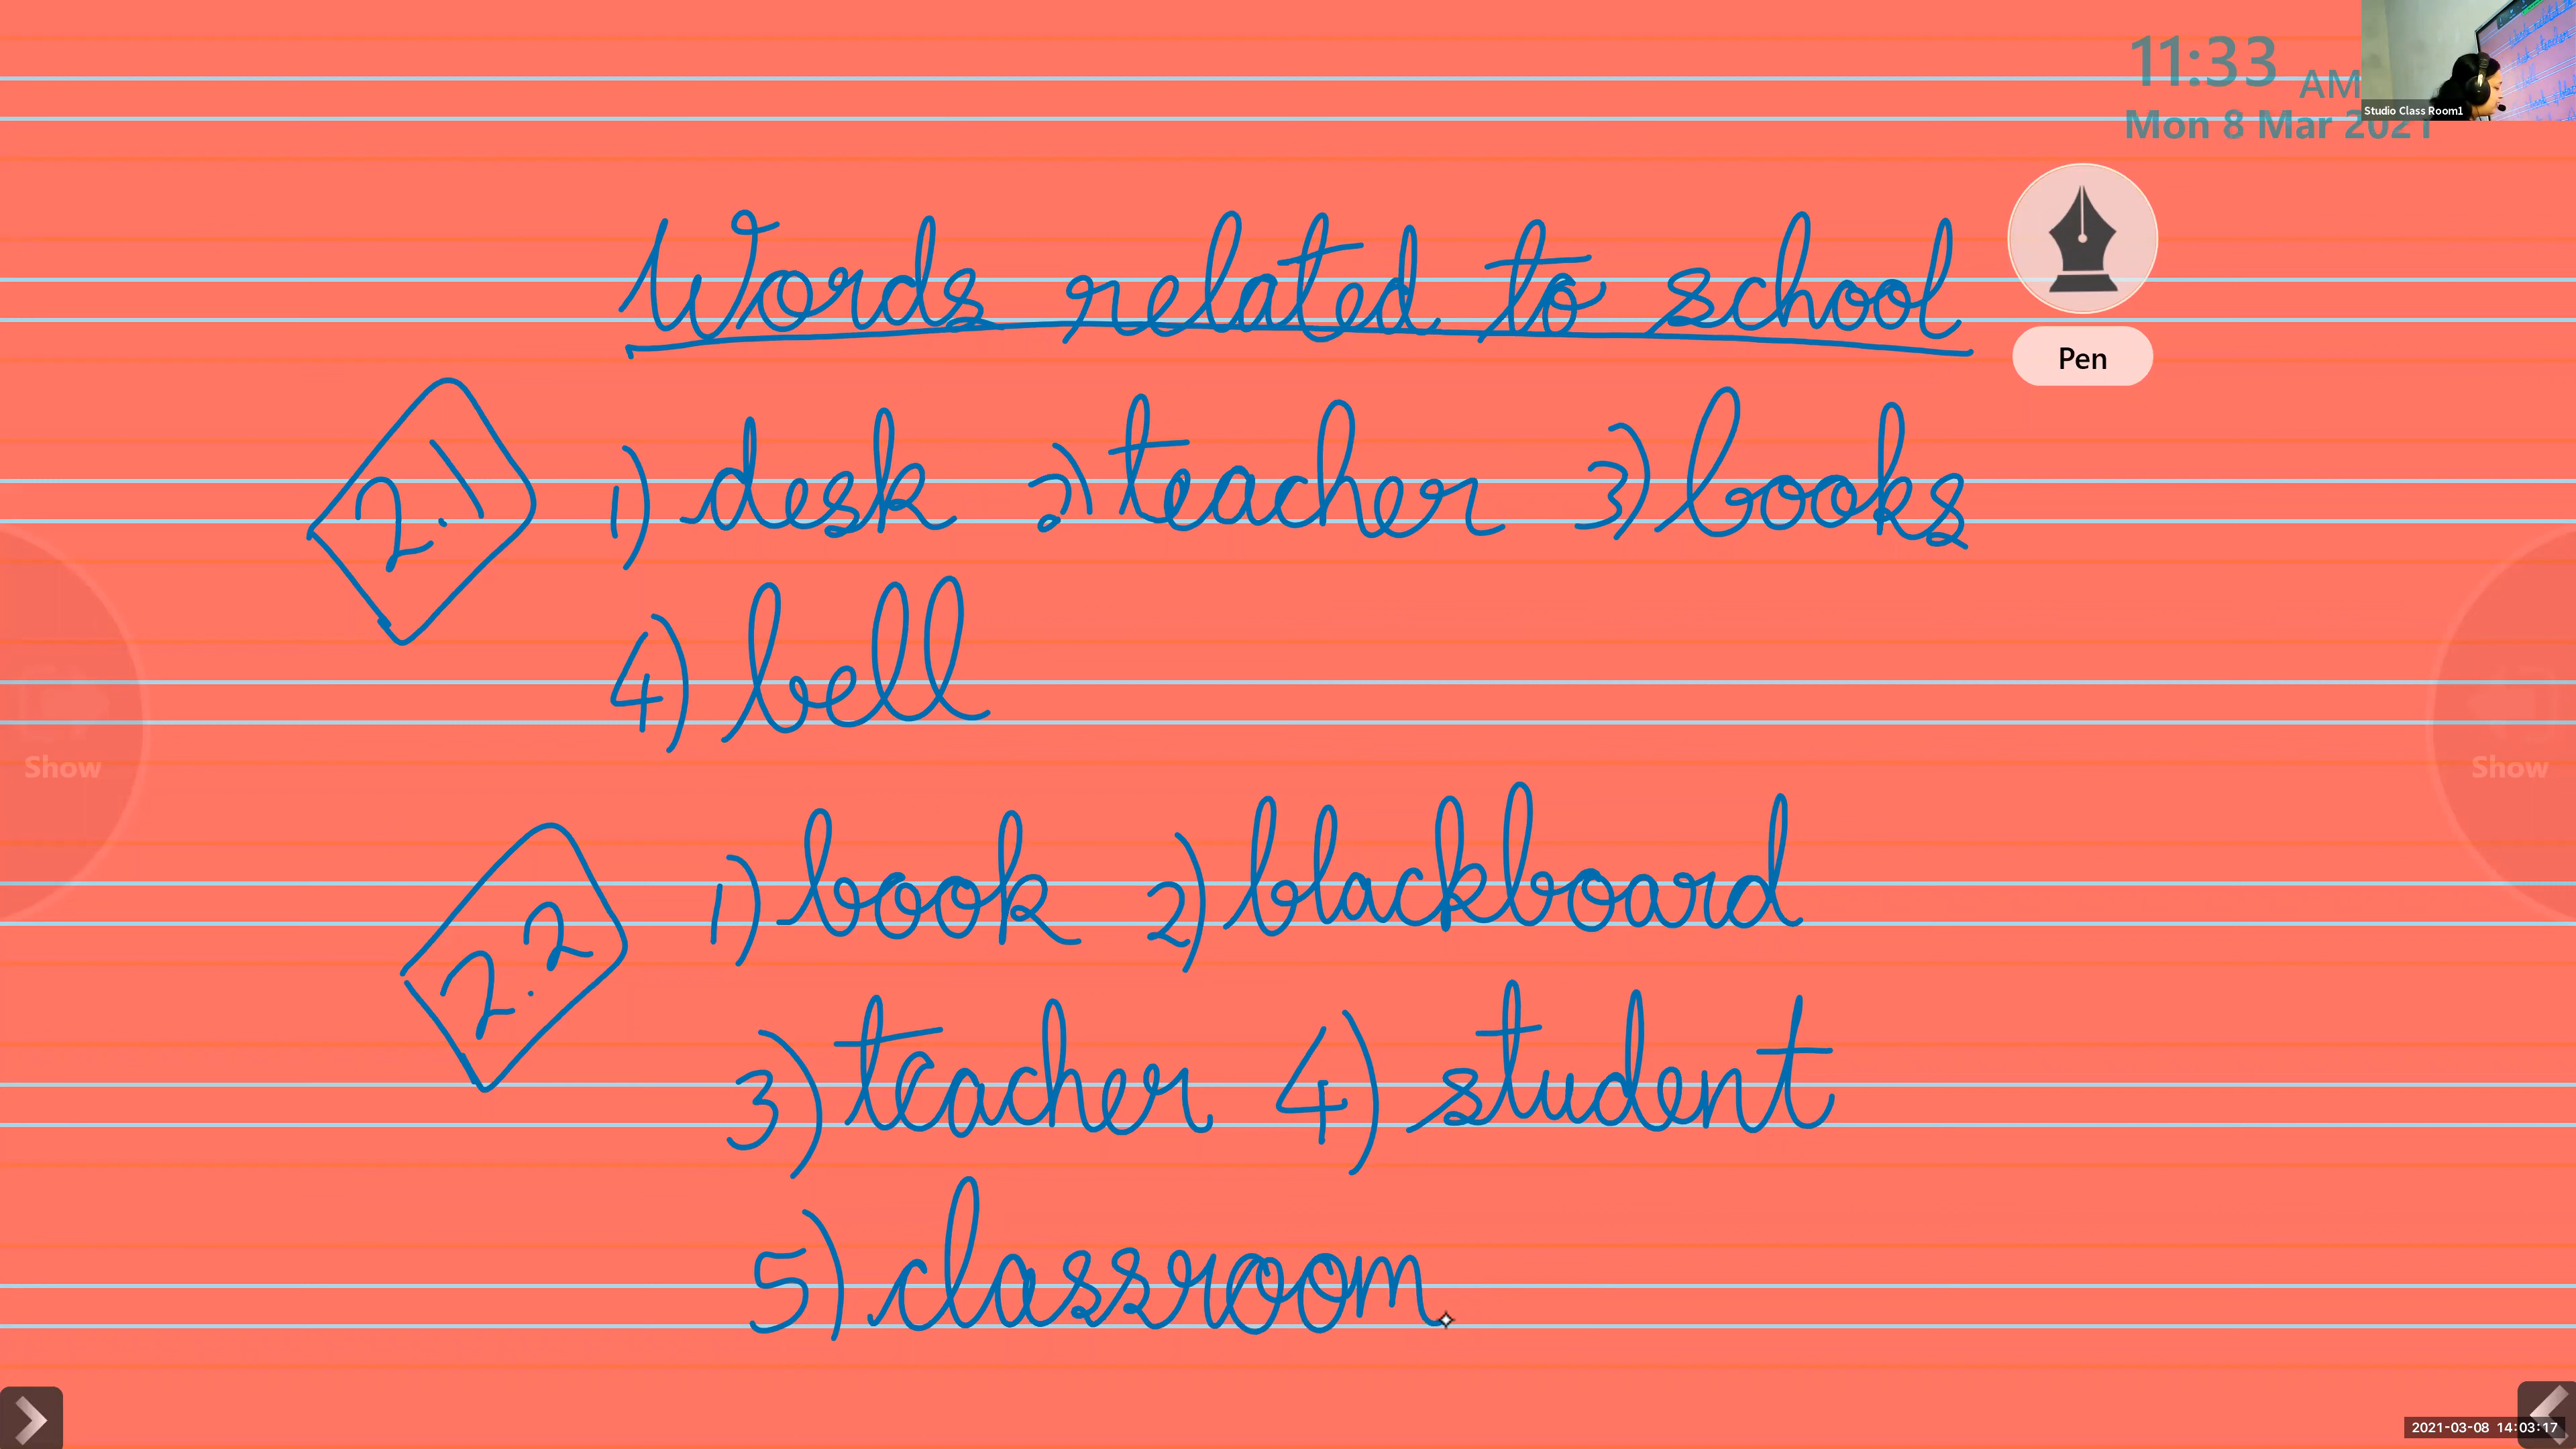 11:33 AM
Studio Class Room1
Mon 8 Mar 2021
Words related to school
Pen
2.1 1) desk 2) teacher 3) books
4) bell
Show
Show
2.2 1) book 2) blackboard
3) teacher 4) student
5) classroom
2021-03-08 14:03:17